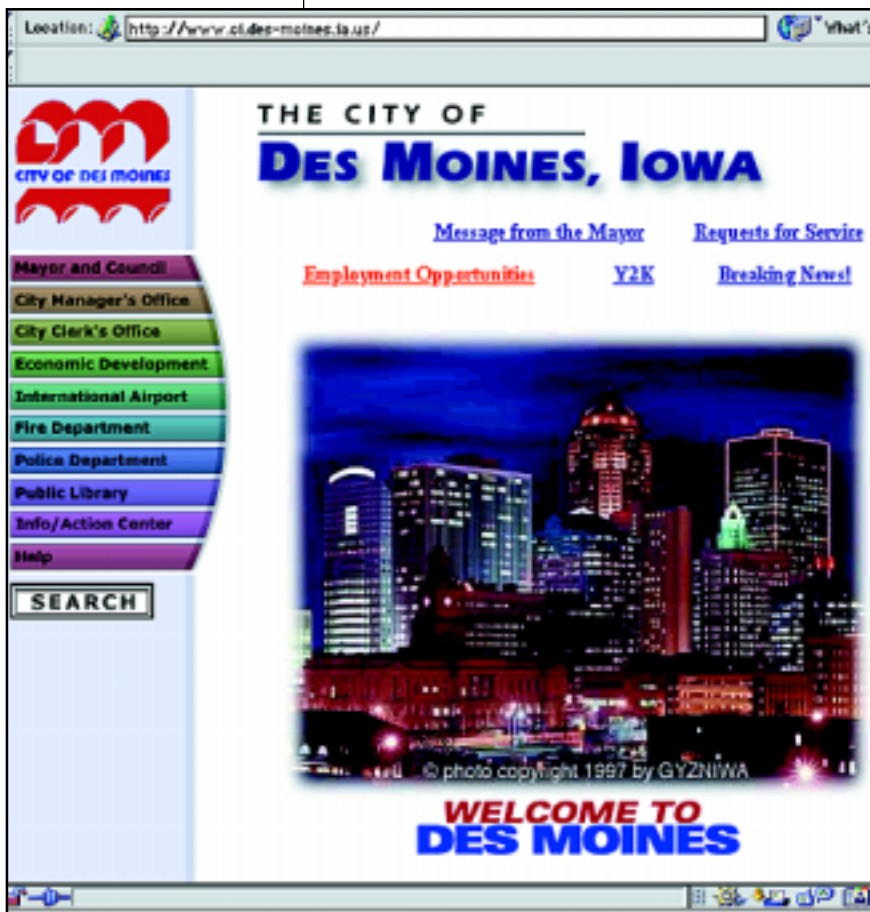 Location: http://www.ci.des-moines.ia.us/ What's
CITY OF DES MOINES
THE CITY OF
DES MOINES, IOWA
Message from the Mayor Requests for Service
Employment Opportunities Y2K Breaking News!
Mayor and Council
City Manager's Office
City Clerk's Office
Economic Development
International Airport
Fire Department
Police Department
Public Library
Info/Action Center
Help
SEARCH
© photo copyright 1997 by GYZNIWA
WELCOME TO
DES MOINES